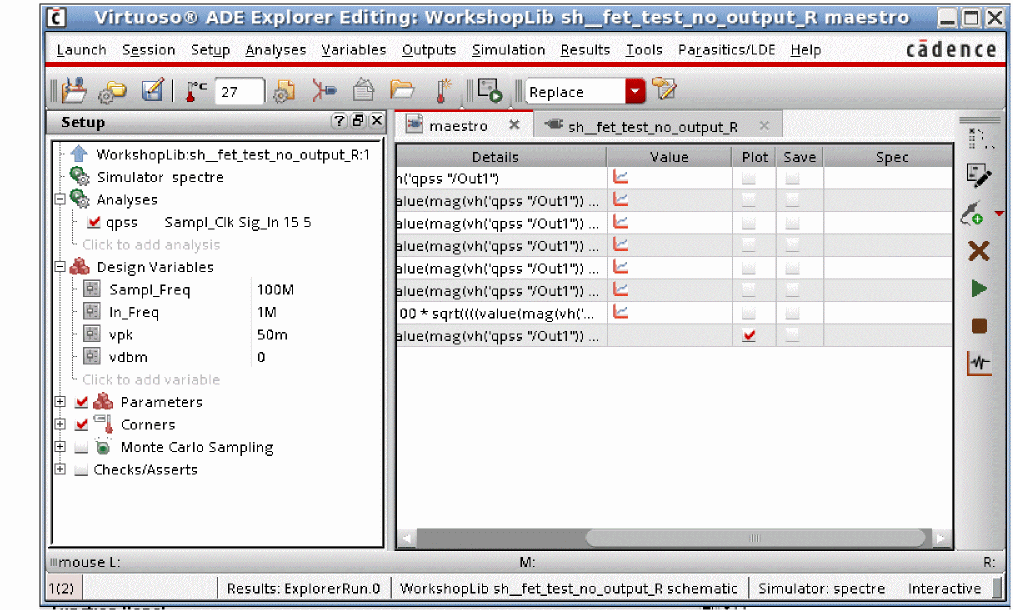 Virtuoso® ADE Explorer Editing: WorkshopLib sh__fet_test_no_output_R maestro
Launch Session Setup Analyses Variables Outputs Simulation Results Tools Parasitics/LDE Help cādence
27 Replace
Setup
maestro
sh__fet_test_no_output_R
WorkshopLib:sh__fet_test_no_output_R:1
Simulator spectre
Analyses
qpss Sampl_Clk Sig_In 15 5
Click to add analysis
Design Variables
Sampl_Freq 100M
In_Freq 1M
vpk 50m
vdbm 0
Click to add variable
Parameters
Corners
Monte Carlo Sampling
Checks/Asserts
Details Value Plot Save Spec
h('qpss "/Out1")
alue(mag(vh('qpss "/Out1")) ...
alue(mag(vh('qpss "/Out1")) ...
alue(mag(vh('qpss "/Out1")) ...
alue(mag(vh('qpss "/Out1")) ...
alue(mag(vh('qpss "/Out1")) ...
00 * sqrt((((value(mag(vh('...
alue(mag(vh('qpss "/Out1")) ...
mouse L: M: R:
1(2) Results: ExplorerRun.0 WorkshopLib sh__fet_test_no_output_R schematic Simulator: spectre Interactive